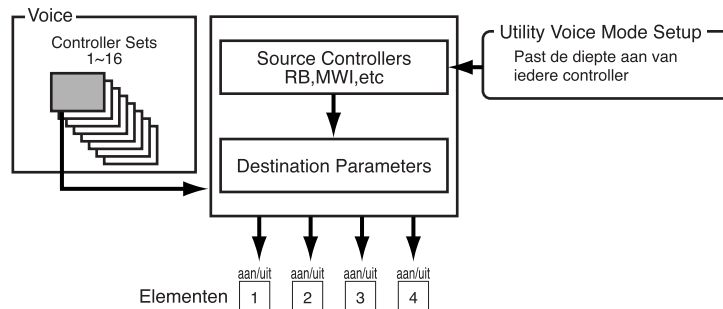 Voice
Controller Sets
1~16
Source Controllers
RB,MWI,etc
Destination Parameters
Utility Voice Mode Setup
Past de diepte aan van
iedere controller
aan/uit aan/uit aan/uit aan/uit
Elementen 1 2 3 4